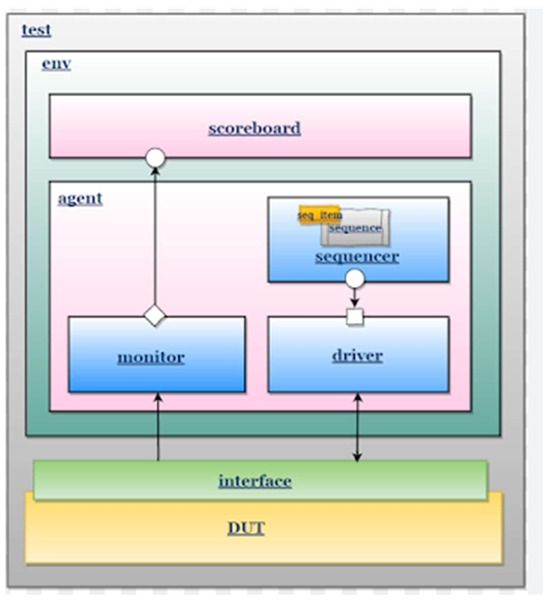 test
env
scoreboard
agent
seq_item
sequence
sequencer
monitor
driver
interface
DUT